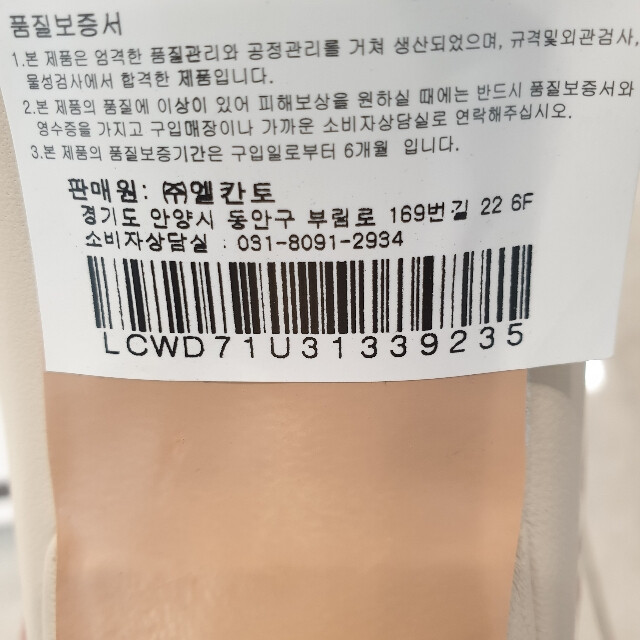 품질보증서
1.본 제품은 엄격한 품질관리와 공정관리를 거쳐 생산되었으며, 규격및외관검사,
물성검사에서 합격한 제품입니다.
2.본 제품의 품질에 이상이 있어 피해보상을 원하실 때에는 반드시 품질보증서와
영수증을 가지고 구입매장이나 가까운 소비자상담실로 연락해주십시오.
3.본 제품의 품질보증기간은 구입일로부터 6개월 입니다.
판매원: ㈜엘칸토
경기도 안양시 동안구 부림로 169번길 22 6F
소비자상담실 : 031-8091-2934
LCWD71U31339235